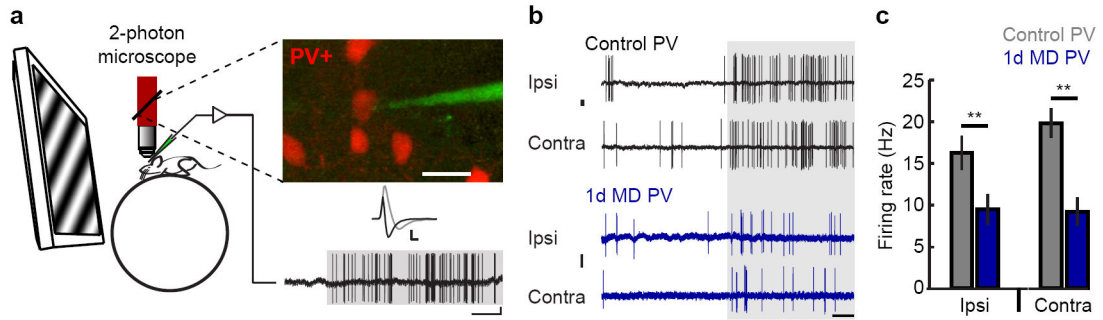 a
2-photon
microscope
PV+
b
Control PV
Ipsi
Contra
1d MD PV
Ipsi
Contra
c
Control PV
1d MD PV
Firing rate (Hz)
25
20
15
10
5
0
**
**
Ipsi
Contra